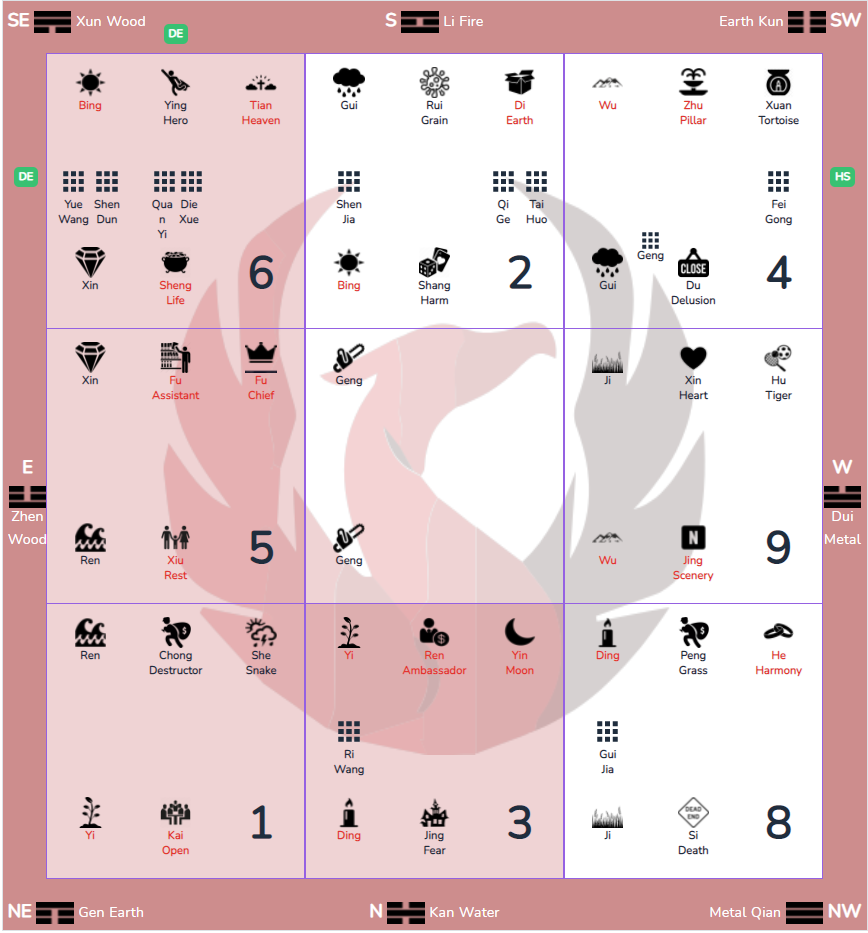 SE Xun Wood S Li Fire Earth Kun SW
DE
Bing Ying Hero Tian Heaven
Gui Rui Grain Di Earth
Wu Zhu Pillar Xuan Tortoise
DE
HS
Yue Wang Shen Dun Qua n Yi Die Xue
Shen Jia Qi Ge Tai Huo
Fei Gong
Geng
Xin Sheng Life 6
Bing Shang Harm 2
Gui CLOSE Du Delusion 4
Xin Fu Assistant Fu Chief
Geng
Ji Xin Heart Hu Tiger
E
Zhen
Wood
W
Dui
Metal
Ren Xiu Rest 5
Geng
Wu N Jing Scenery 9
Ren $ Chong Destructor She Snake
Yi $ Ren Ambassador Yin Moon
Ding $ Peng Grass He Harmony
Ri Wang
Gui Jia
Yi Kai Open 1
Ding Jing Fear 3
Ji DEAD END Si Death 8
NE Gen Earth N Kan Water Metal Qian NW